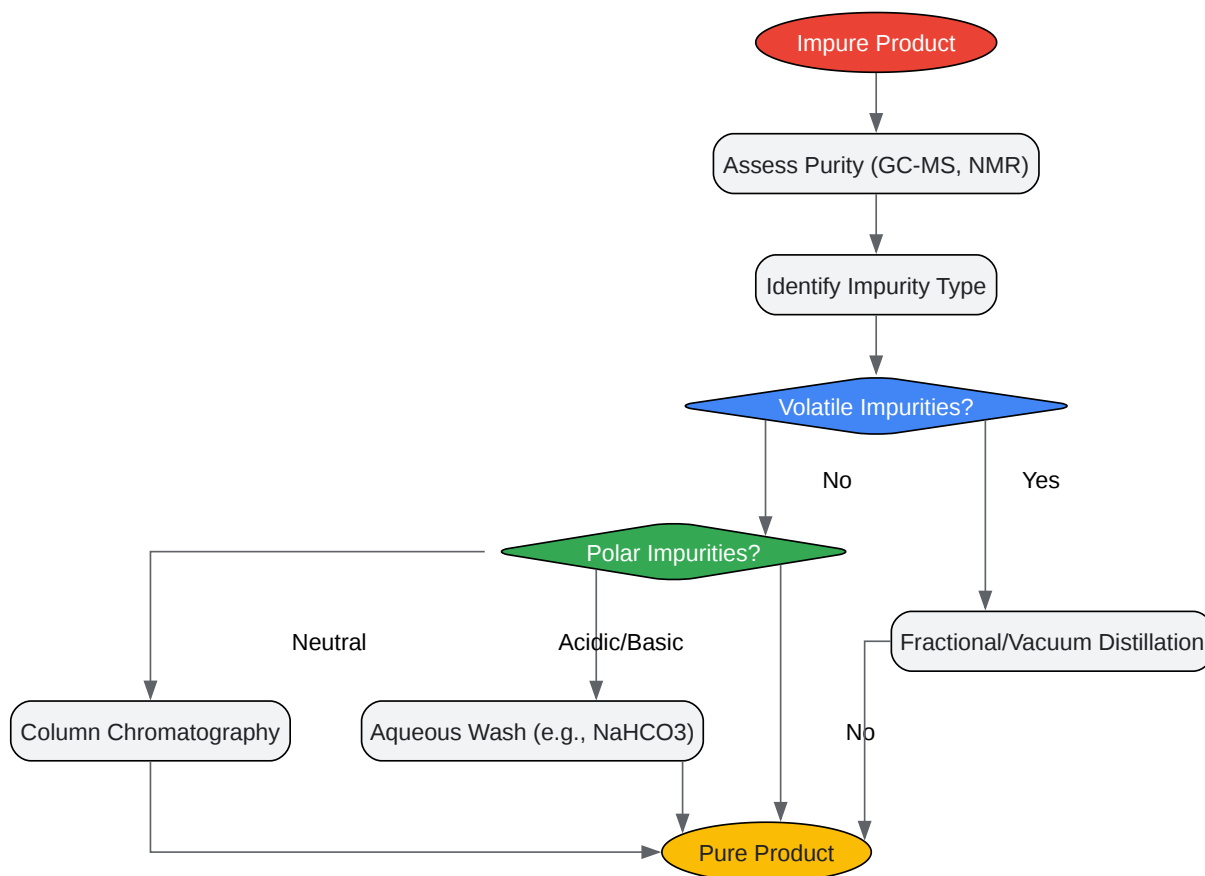 Impure Product
Assess Purity (GC-MS, NMR)
Identify Impurity Type
Volatile Impurities?
No
Yes
Polar Impurities?
Neutral
Acidic/Basic
Fractional/Vacuum Distillation
Column Chromatography
Aqueous Wash (e.g., NaHCO3)
No
Pure Product